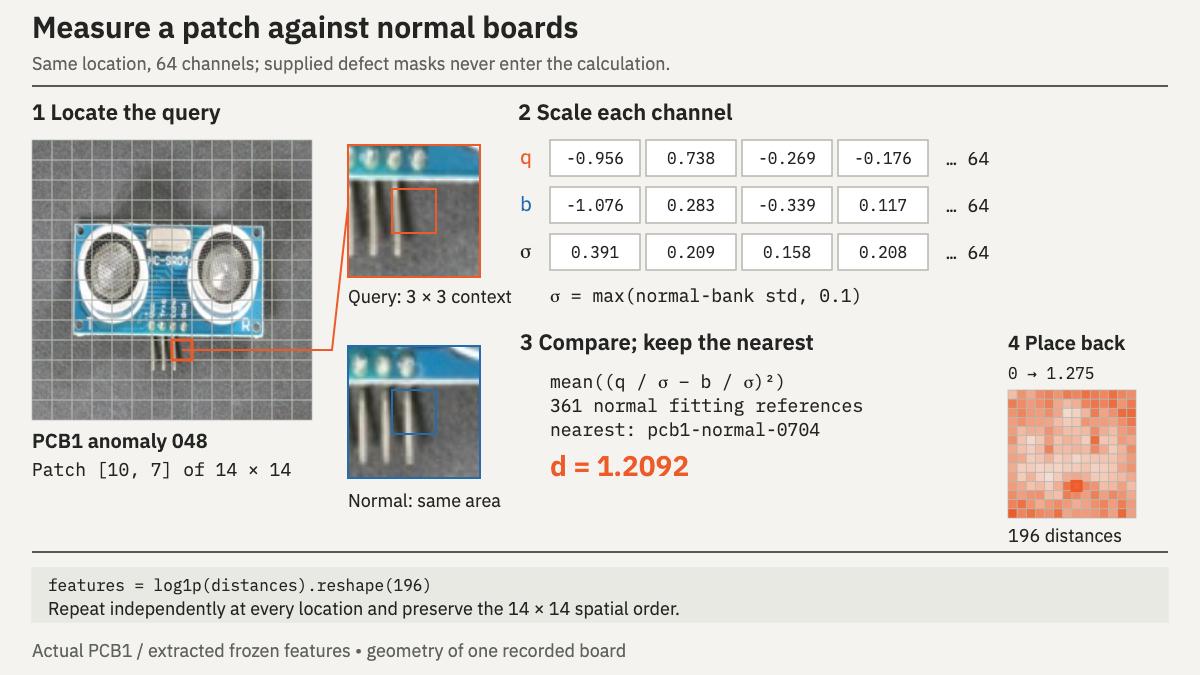 Measure a patch against normal boards
Same location, 64 channels; supplied defect masks never enter the calculation.
1 Locate the query
PCB1 anomaly 048
Patch [10, 7] of 14 × 14
Query: 3 × 3 context
Normal: same area
2 Scale each channel
q -0.956 0.738 -0.269 -0.176 … 64
b -1.076 0.283 -0.339 0.117 … 64
σ 0.391 0.209 0.158 0.208 … 64
σ = max(normal-bank std, 0.1)
3 Compare; keep the nearest
mean((q / σ − b / σ)²)
361 normal fitting references
nearest: pcb1-normal-0704
d = 1.2092
4 Place back
0 → 1.275
196 distances
features = log1p(distances).reshape(196)
Repeat independently at every location and preserve the 14 × 14 spatial order.
Actual PCB1 / extracted frozen features • geometry of one recorded board